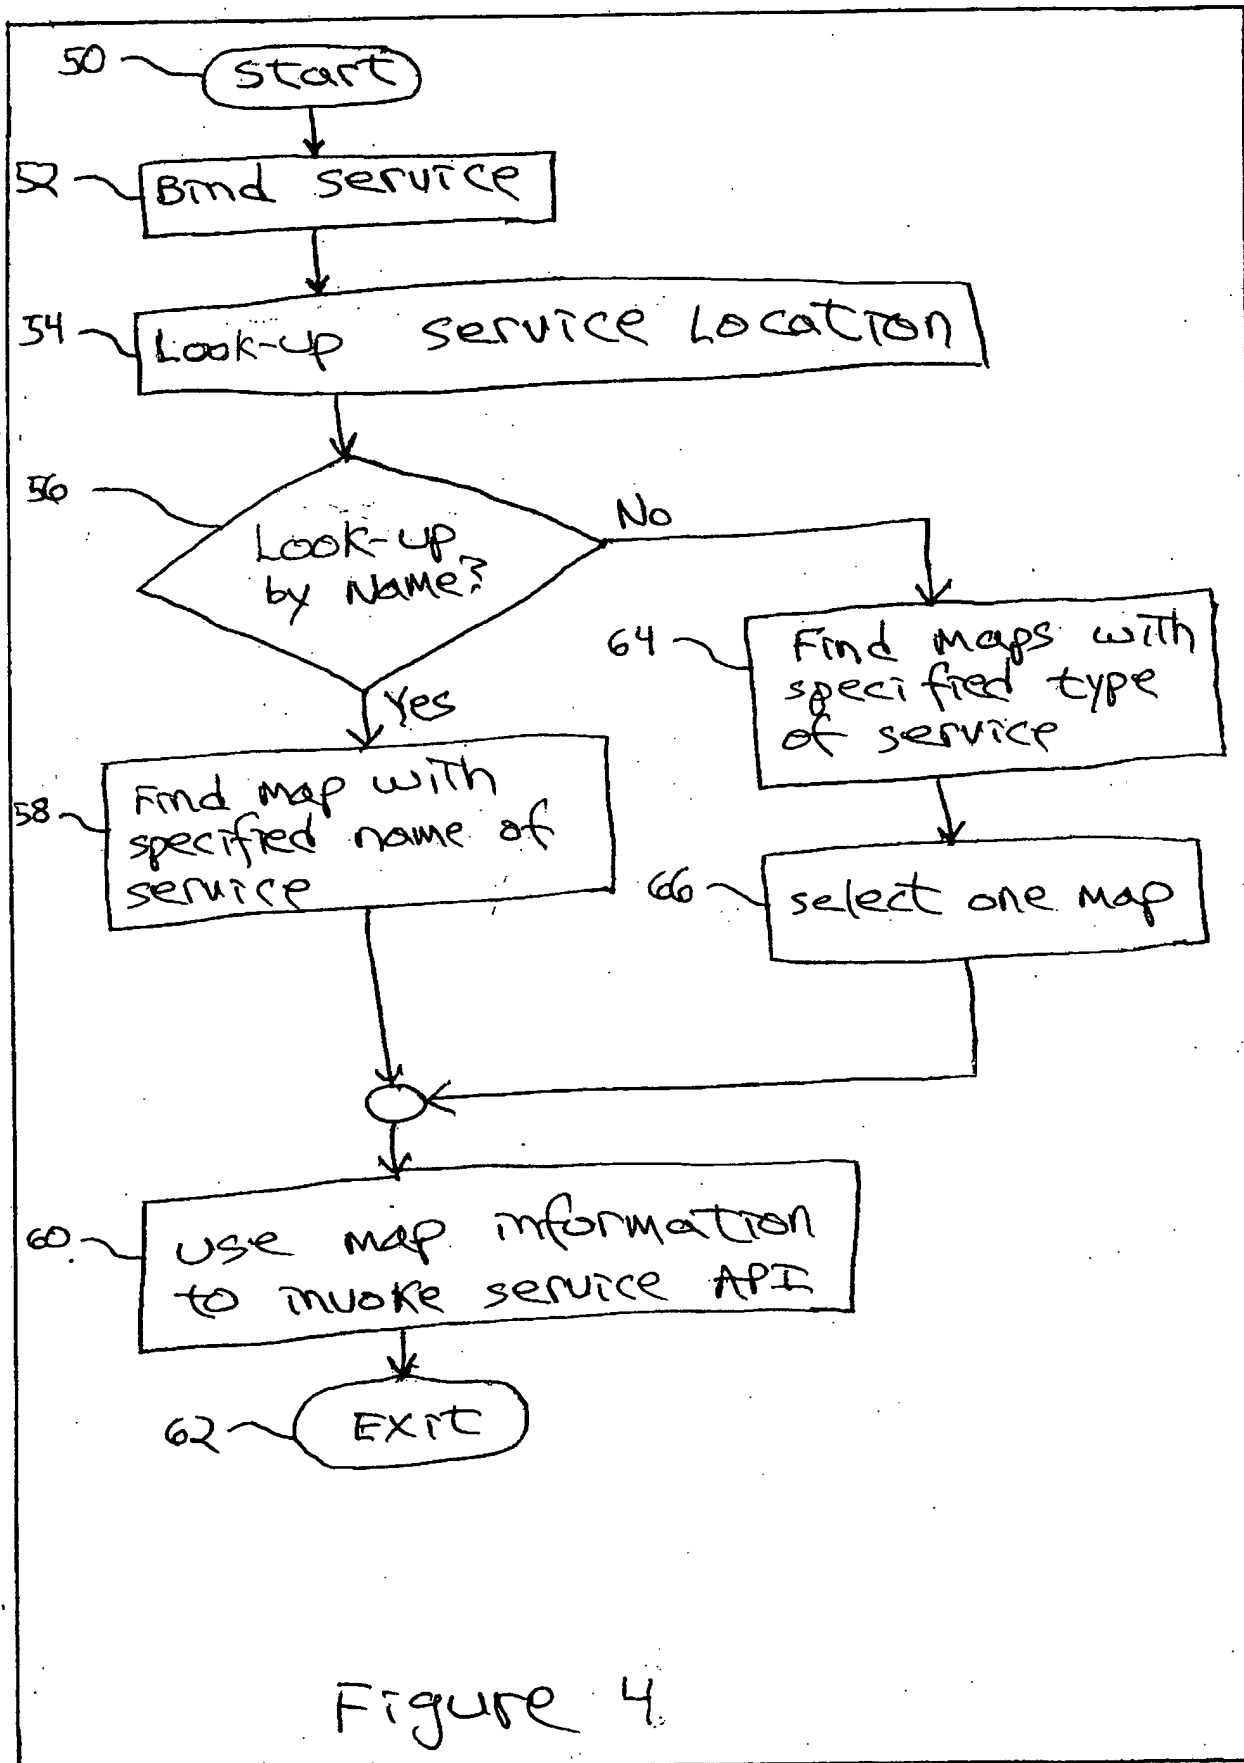 50
Start
52
Bind service
54
Look-up service Location
56
Look-up
by Name?
No
Yes
64
Find Maps with
specified type
of service
58
Find map with
specified name of
service
66
select one Map
60
use map information
to invoke service API
62
Exit
Figure 4